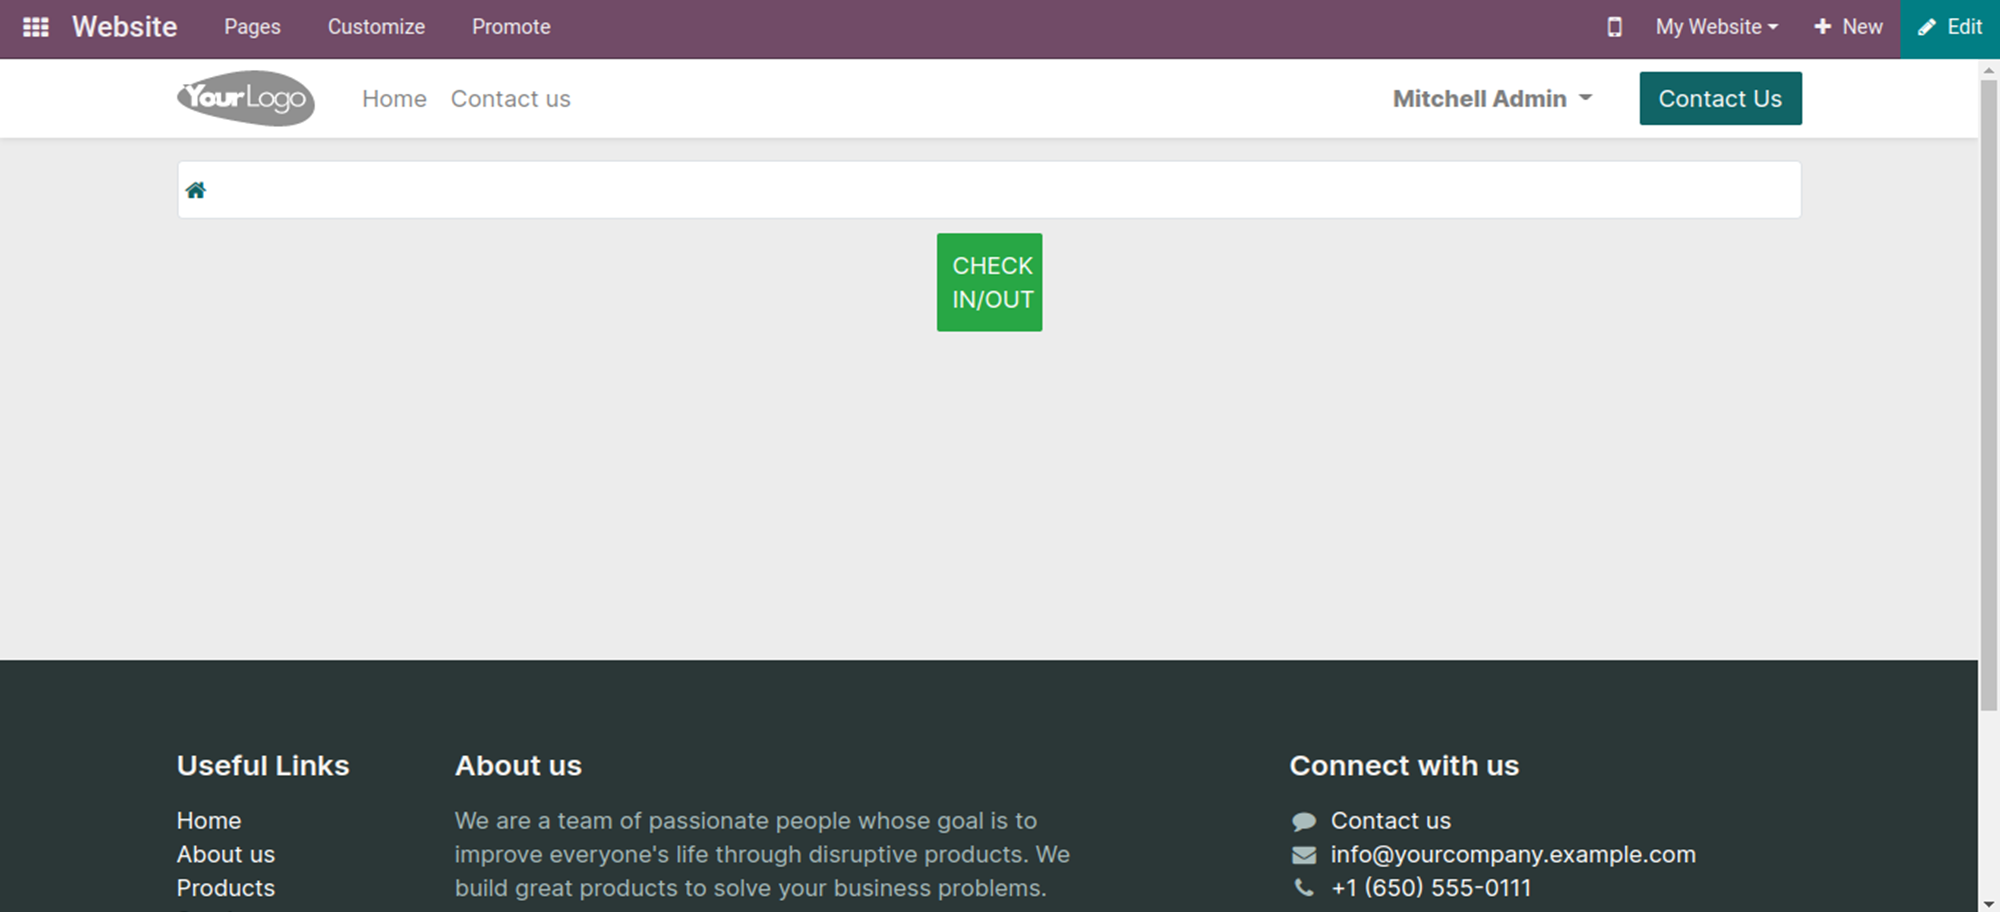 Website Pages Customize Promote My Website New Edit
YourLogo Home Contact us Mitchell Admin Contact Us
CHECK
IN/OUT
Useful Links
Home
About us
Products
About us
We are a team of passionate people whose goal is to
improve everyone's life through disruptive products. We
build great products to solve your business problems.
Connect with us
Contact us
info@yourcompany.example.com
+1 (650) 555-0111